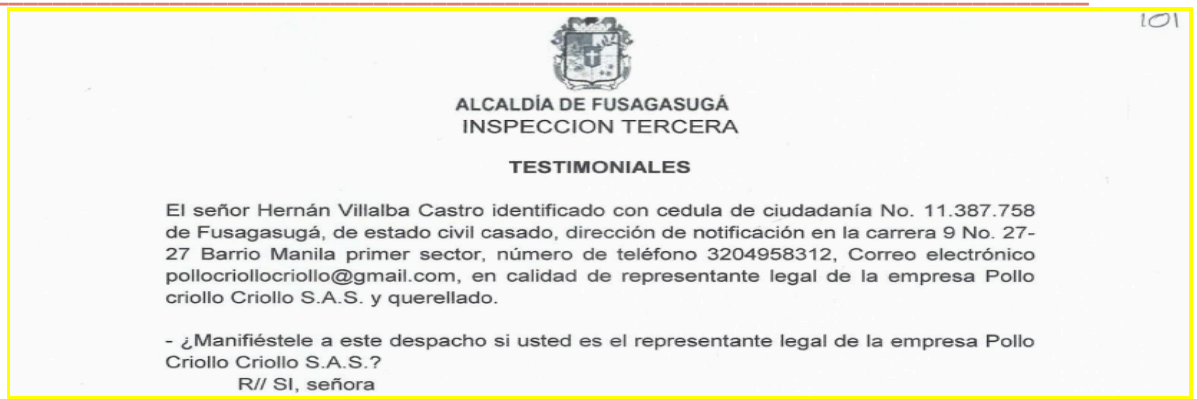 101
ALCALDÍA DE FUSAGASUGÁ
INSPECCION TERCERA
TESTIMONIALES
El señor Hernán Villalba Castro identificado con cedula de ciudadanía No. 11.387.758
de Fusagasugá, de estado civil casado, dirección de notificación en la carrera 9 No. 27-
27 Barrio Manila primer sector, número de teléfono 3204958312, Correo electrónico
pollocriollocriollo@gmail.com, en calidad de representante legal de la empresa Pollo
criollo Criollo S.A.S. y querellado.
- ¿Manifiéstele a este despacho si usted es el representante legal de la empresa Pollo
Criollo Criollo S.A.S.?
R// SI, señora